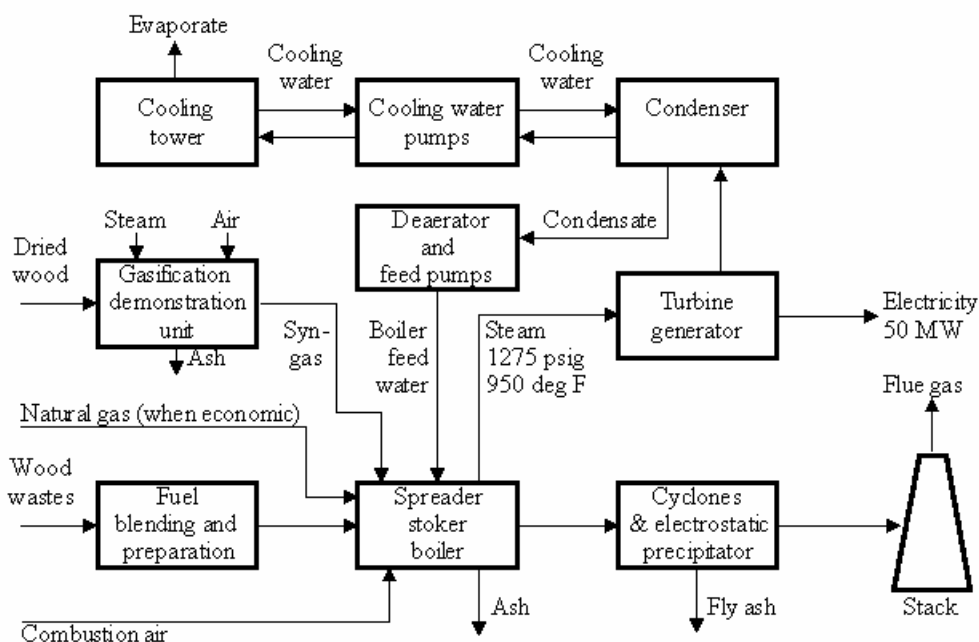 Evaporate
Cooling
water
Cooling
water
Cooling
tower
Cooling water
pumps
Condenser
Steam
Air
Dried
wood
Gasification
demonstration
unit
Ash
Syn-
gas
Deaerator
and
feed pumps
Condensate
Boiler
feed
water
Steam
1275 psig
950 deg F
Turbine
generator
Electricity
50 MW
Flue gas
Natural gas (when economic)
Wood
wastes
Fuel
blending and
preparation
Spreader
stoker
boiler
Cyclones
& electrostatic
precipitator
Combustion air
Ash
Fly ash
Stack